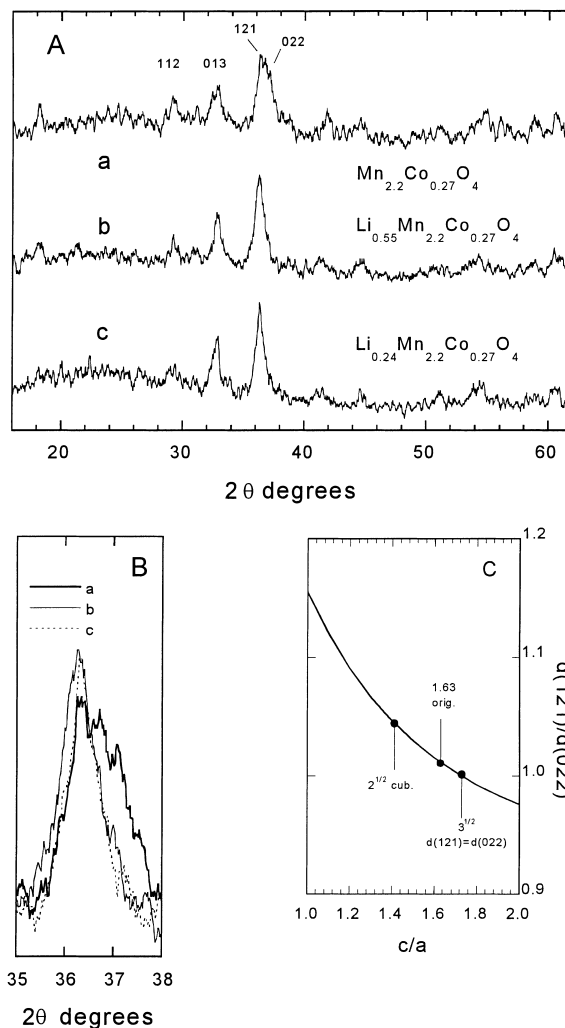 A
121
022
112
013
a
Mn2.2Co0.27O4
b
Li0.55Mn2.2Co0.27O4
c
Li0.24Mn2.2Co0.27O4
20 30 40 50 60
2 θ degrees
B
a
b
c
35 36 37 38
2θ degrees
C
1.2
1.1
1.0
0.9
d(121)/d(022)
1.63
orig.
2^1/2 cub.
3^1/2
d(121)=d(022)
1.0 1.2 1.4 1.6 1.8 2.0
c/a